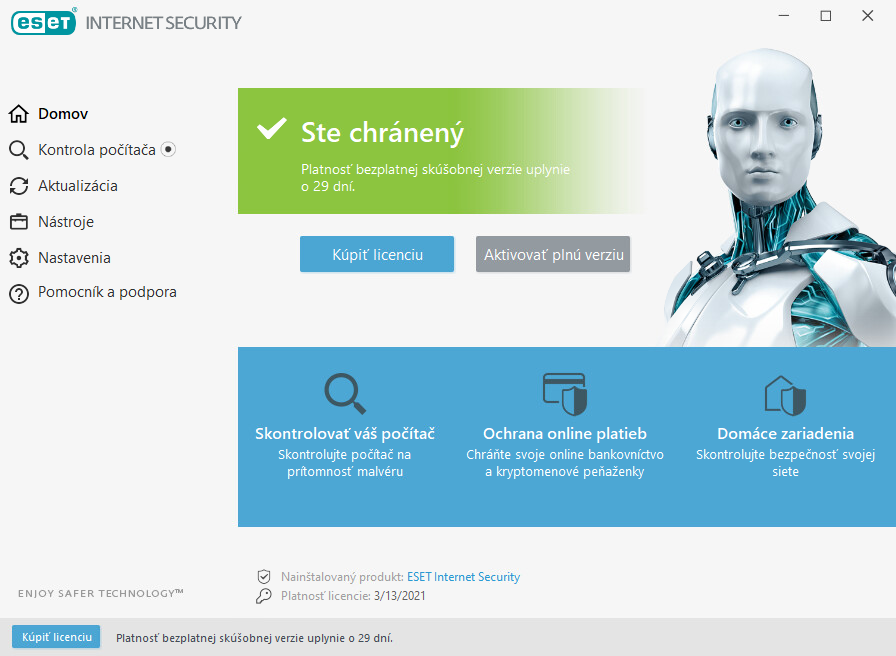 eset® INTERNET SECURITY
Domov
Kontrola počítača
Aktualizácia
Nástroje
Nastavenia
Pomocník a podpora
Ste chránený
Platnosť bezplatnej skúšobnej verzie uplynie
o 29 dní.
Kúpiť licenciu
Aktivovať plnú verziu
Skontrolovať váš počítač
Skontrolujte počítač na
prítomnosť malvéru
Ochrana online platieb
Chráňte svoje online bankovníctvo
a kryptomenové peňaženky
Domáce zariadenia
Skontrolujte bezpečnosť svojej
siete
Nainštalovaný produkt: ESET Internet Security
Platnosť licencie: 3/13/2021
ENJOY SAFER TECHNOLOGY™
Kúpiť licenciu
Platnosť bezplatnej skúšobnej verzie uplynie o 29 dní.